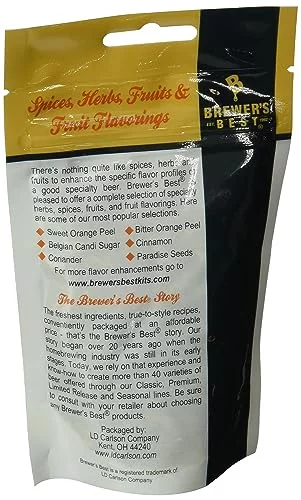 Spices, Herbs, Fruits &
Fruit Flavorings
B
BREWER'S
BEST
There's nothing quite like spices, herbs and
fruits to enhance the specific flavor profiles of
a good specialty beer. Brewer's Best® is
pleased to offer a complete selection of specialty
herbs, spices, fruits, and fruit flavorings. Here are
some of our most popular selections.
Sweet Orange Peel
Bitter Orange Peel
Belgian Candi Sugar
Cinnamon
Coriander
Paradise Seeds
For more flavor enhancements go to
www.brewersbestkits.com
The Brewer's Best® Story
The freshest ingredients, true-to-style recipes,
conveniently packaged at an affordable
price - that's the Brewer's Best® story. Our
story began over 20 years ago when the
homebrewing industry was still in its early
stages. Today, we rely on that experience and
know-how to create more than 40 varieties of
beer offered through our Classic, Premium,
Limited Release and Seasonal lines. Be sure
to consult with your retailer about choosing
any Brewer's Best® products.
Packaged by:
LD Carlson Company
Kent, OH 44240
www.ldcarlson.com
Brewer's Best® is a registered trademark of
LD Carlson Company